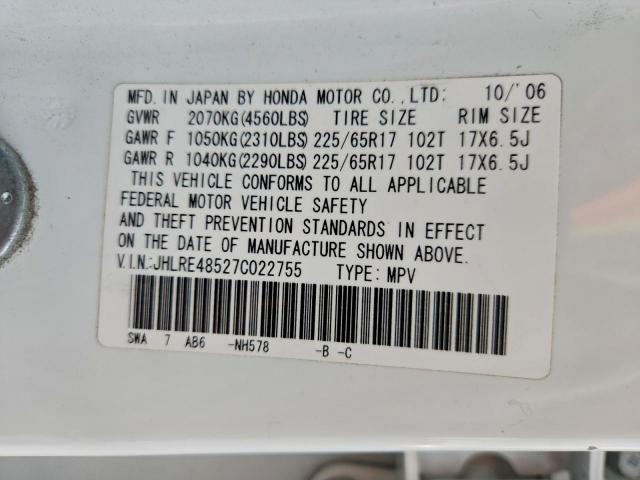 MFD. IN JAPAN BY HONDA MOTOR CO.,LTD: 10/'06
GVWR 2070KG(4560LBS) TIRE SIZE RIM SIZE
GAWR F 1050KG(2310LBS) 225/65R17 102T 17X6.5J
GAWR R 1040KG(2290LBS) 225/65R17 102T 17X6.5J
THIS VEHICLE CONFORMS TO ALL APPLICABLE
FEDERAL MOTOR VEHICLE SAFETY
AND THEFT PREVENTION STANDARDS IN EFFECT
ON THE DATE OF MANUFACTURE SHOWN ABOVE.
V.I.N.:JHLRE48527C022755 TYPE: MPV
SWA 7 AB6 -NH578 -B -C